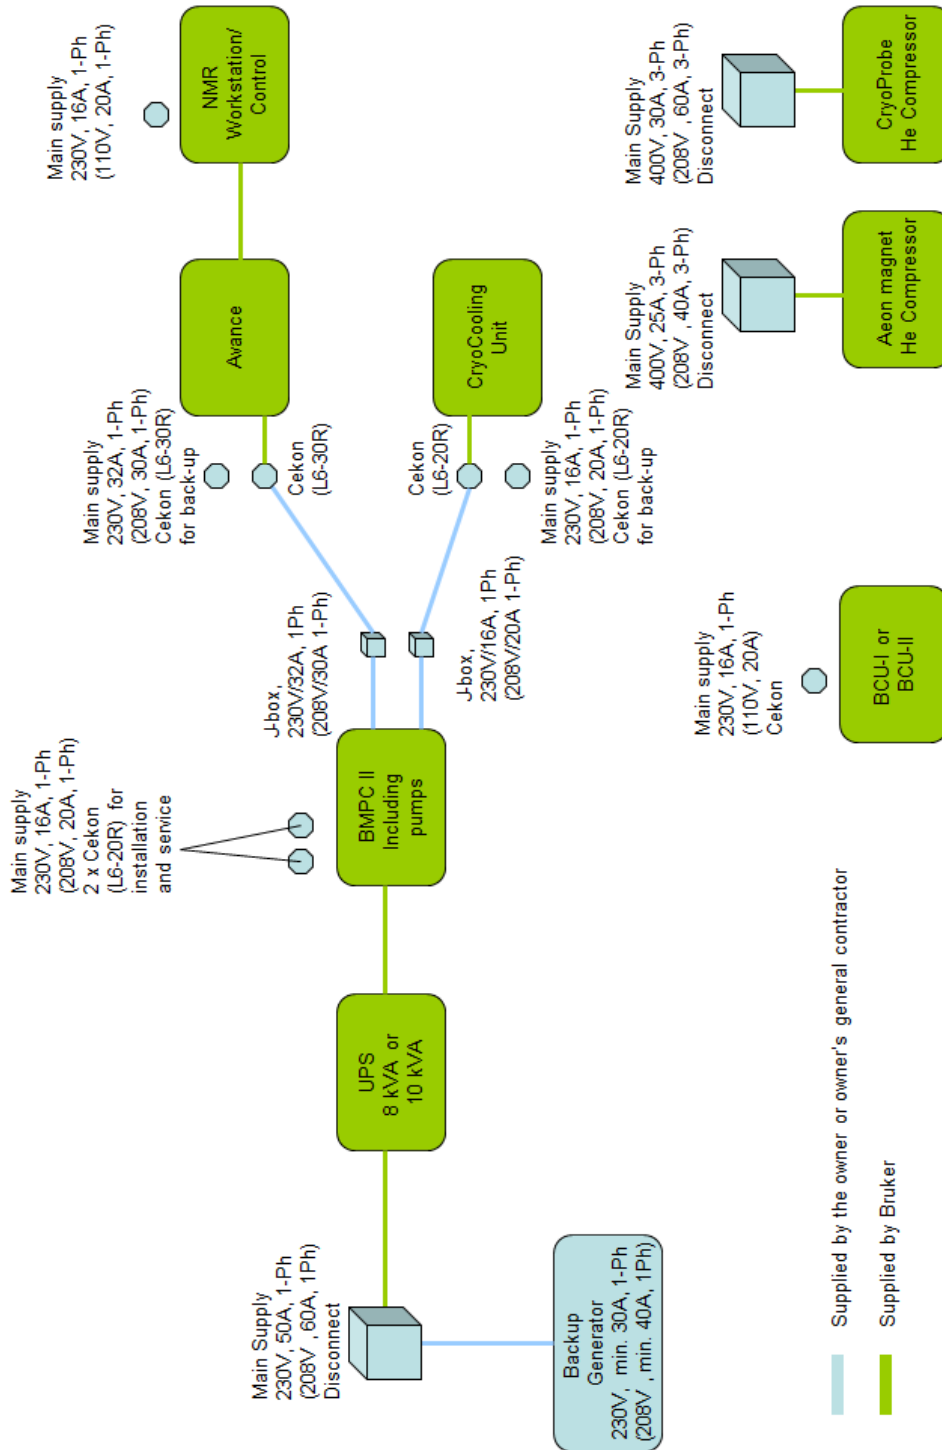 Main supply
230V, 16A, 1-Ph
(110V, 20A, 1-Ph)
NMR
Workstation/
Control
Main supply
230V, 32A, 1-Ph
(208V, 30A, 1-Ph)
Cekon (L6-30R)
for back-up
Avance
Cekon
(L6-30R)
Main supply
230V, 16A, 1-Ph
(208V, 20A, 1-Ph)
2 x Cekon
(L6-20R) for
installation
and service
J-box,
230V/32A, 1Ph
(208V/30A 1-Ph)
BMPC II
Including
pumps
UPS
8 kVA or
10 kVA
Main Supply
230V, 50A, 1-Ph
(208V , 60A, 1Ph)
Disconnect
Cekon
(L6-20R)
CryoCooling
Unit
Main supply
230V, 16A, 1-Ph
(208V, 20A, 1-Ph)
Cekon (L6-20R)
for back-up
J-box,
230V/16A, 1Ph
(208V/20A 1-Ph)
Backup
Generator
230V, min. 30A, 1-Ph
(208V , min. 40A, 1Ph)
Main Supply
400V, 30A, 3-Ph
(208V , 60A, 3-Ph)
Disconnect
CryoProbe
He Compressor
Main Supply
400V, 25A, 3-Ph
(208V , 40A, 3-Ph)
Disconnect
Aeon magnet
He Compressor
Main supply
230V, 16A, 1-Ph
(110V, 20A)
Cekon
BCU-I or
BCU-II
Supplied by the owner or owner's general contractor
Supplied by Bruker